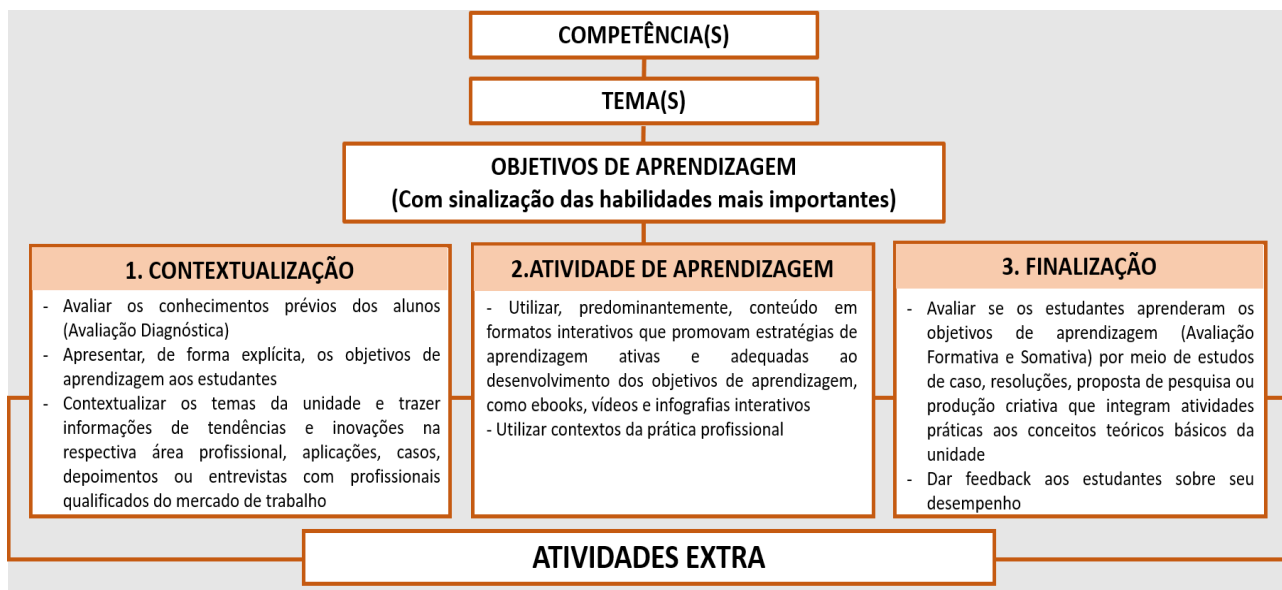 COMPETÊNCIA(S)
TEMA(S)
OBJETIVOS DE APRENDIZAGEM
(Com sinalização das habilidades mais importantes)
1. CONTEXTUALIZAÇÃO
- Avaliar os conhecimentos prévios dos alunos
(Avaliação Diagnóstica)
- Apresentar, de forma explícita, os objetivos de
aprendizagem aos estudantes
- Contextualizar os temas da unidade e trazer
informações de tendências e inovações na
respectiva área profissional, aplicações, casos,
depoimentos ou entrevistas com profissionais
qualificados do mercado de trabalho
2.ATIVIDADE DE APRENDIZAGEM
- Utilizar, predominantemente, conteúdo em
formatos interativos que promovam estratégias de
aprendizagem ativas e adequadas ao
desenvolvimento dos objetivos de aprendizagem,
como ebooks, vídeos e infografias interativos
- Utilizar contextos da prática profissional
3. FINALIZAÇÃO
- Avaliar se os estudantes aprenderam os
objetivos de aprendizagem (Avaliação
Formativa e Somativa) por meio de estudos
de caso, resoluções, proposta de pesquisa ou
produção criativa que integram atividades
práticas aos conceitos teóricos básicos da
unidade
- Dar feedback aos estudantes sobre seu
desempenho
ATIVIDADES EXTRA